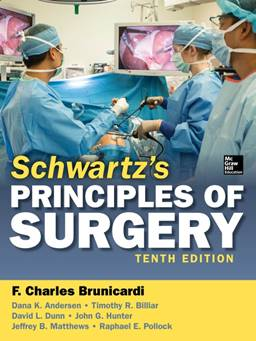 Mc
Graw
Hill
Education
Schwartz's
PRINCIPLES OF
SURGERY
TENTH EDITION
F. Charles Brunicardi
Dana K. Andersen • Timothy R. Billiar
David L. Dunn • John G. Hunter
Jeffrey B. Matthews • Raphael E. Pollock